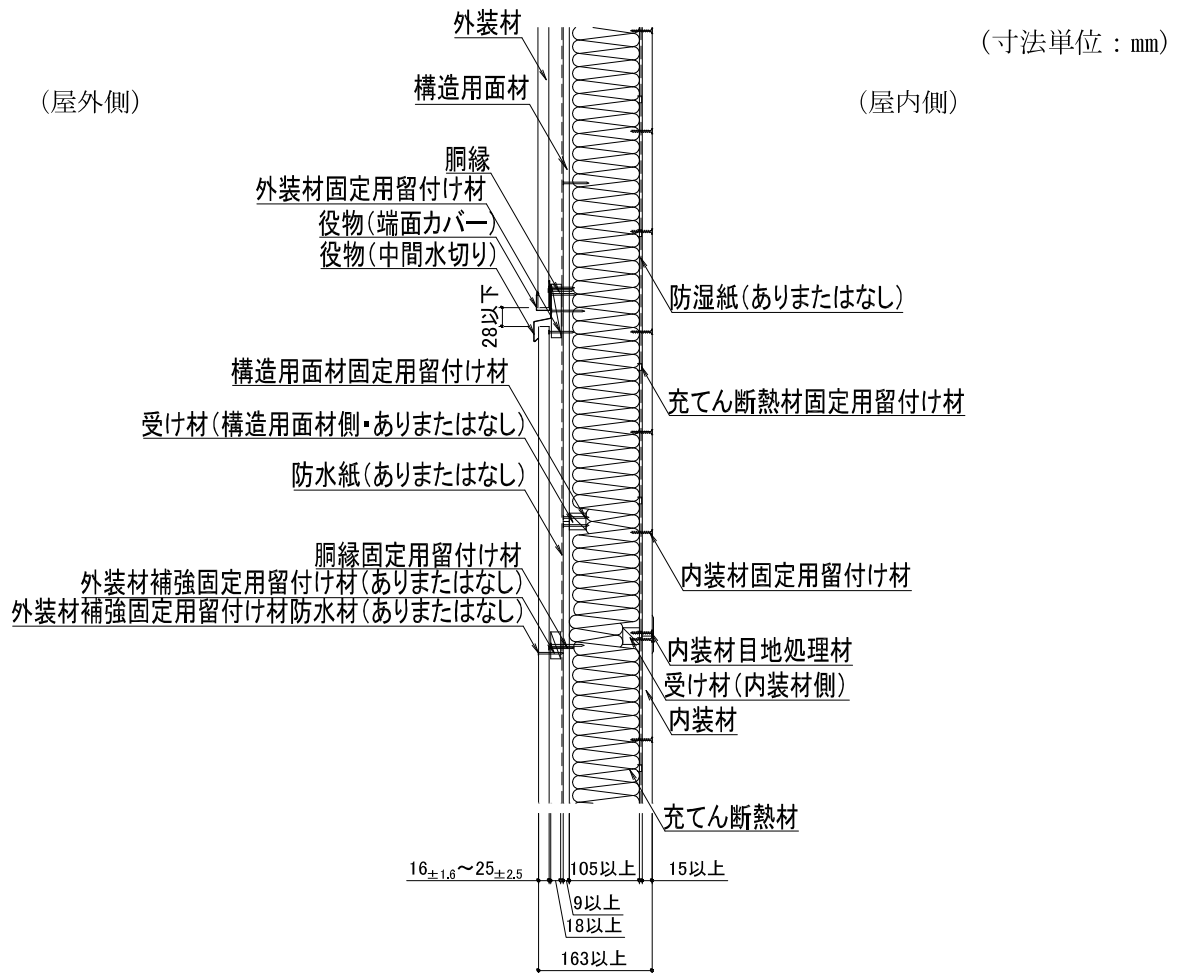 (寸法単位：㎜)
(屋外側)
(屋内側)
外装材
構造用面材
胴縁
外装材固定用留付け材
役物(端面カバー)
役物(中間水切り)
28以下
構造用面材固定用留付け材
受け材(構造用面材側･ありまたはなし)
防水紙(ありまたはなし)
胴縁固定用留付け材
外装材補強固定用留付け材(ありまたはなし)
外装材補強固定用留付け材防水材(ありまたはなし)
防湿紙(ありまたはなし)
充てん断熱材固定用留付け材
内装材固定用留付け材
内装材目地処理材
受け材(内装材側)
内装材
充てん断熱材
16±1.6～25±2.5
105以上
15以上
9以上
18以上
163以上